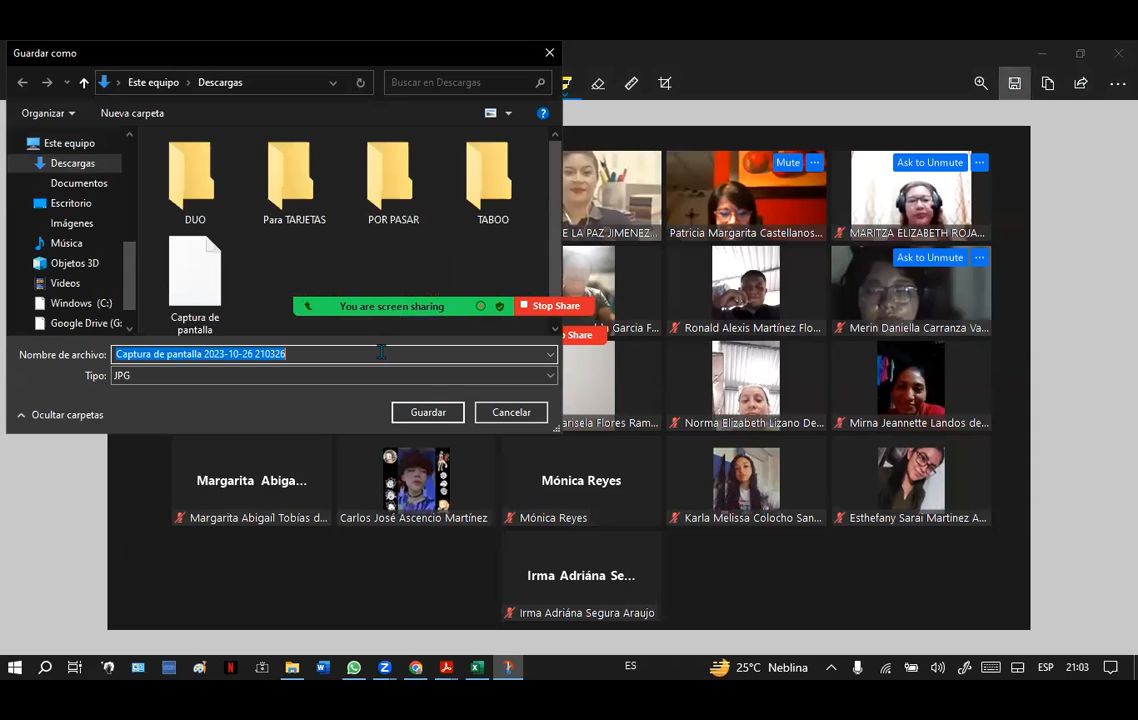 Guardar como
Este equipo
Descargas
Buscar en Descargas
Organizar
Nueva carpeta
Este equipo
Descargas
Documentos
Escritorio
Imágenes
Música
Objetos 3D
Videos
Windows (C:)
Google Drive (G:
DUO
Para TARJETAS
POR PASAR
TABOO
Captura de
pantalla
You are screen sharing
Stop Share
Nombre de archivo:
Captura de pantalla 2023-10-26 210326
Tipo:
JPG
Ocultar carpetas
Guardar
Cancelar
Mute
Ask to Unmute
E LA PAZ JIMENEZ...
Patricia Margarita Castellanos...
MARITZA ELIZABETH ROJA...
Ask to Unmute
Garcia F...
Ronald Alexis Martínez Flo...
Merin Daniella Carranza Va...
p Share
arisela Flores Ram...
Norma Elizabeth Lizano De...
Mirna Jeannette Landos de...
Margarita Abiga...
Mónica Reyes
Margarita Abigaíl Tobías d...
Carlos José Ascencio Martínez
Mónica Reyes
Karla Melissa Colocho San...
Esthefany Sarai Martinez A...
Irma Adriána Se...
Irma Adriána Segura Araujo
ES
25°C Neblina
ESP
21:03